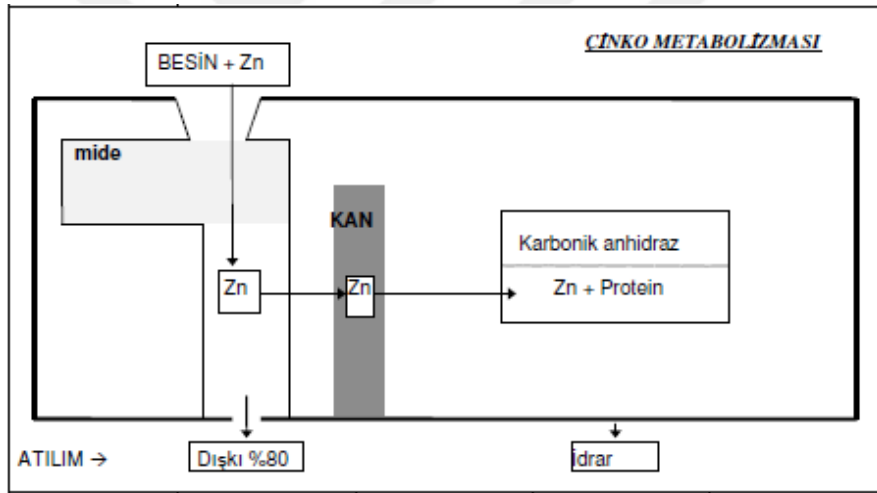 ÇİNKO METABOLİZMASI
BESİN + Zn
mide
KAN
Karbonik anhidraz
Zn
Zn
Zn + Protein
ATILIM →
Dışkı %80
İdrar